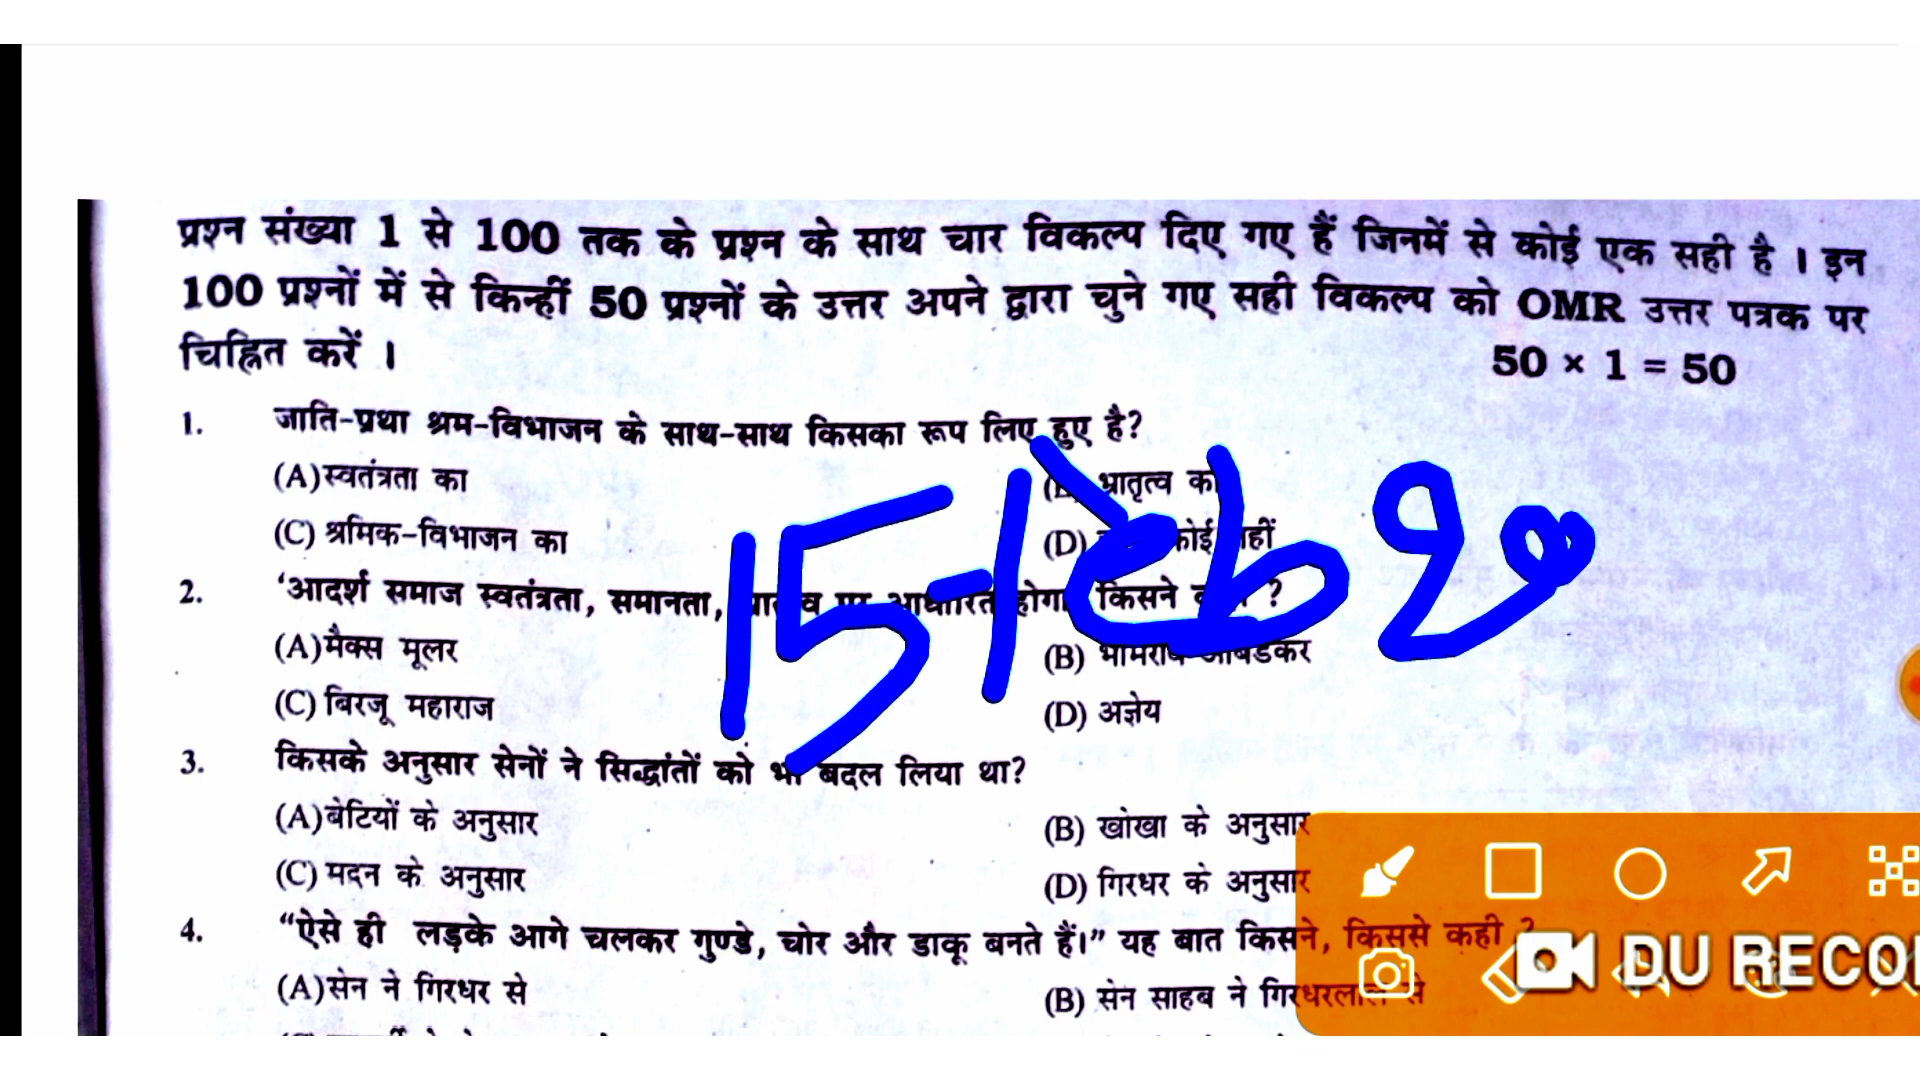 प्रश्न संख्या 1 से 100 तक के प्रश्न के साथ चार विकल्प दिए गए हैं जिनमें से कोई एक सही है । इन
100 प्रश्नों में से किन्हीं 50 प्रश्नों के उत्तर अपने द्वारा चुने गए सही विकल्प को OMR उत्तर पत्रक पर
चिह्नित करें ।
50 × 1 = 50
1. जाति-प्रथा श्रम-विभाजन के साथ-साथ किसका रूप लिए हुए है?
(A) स्वतंत्रता का
भ्रातृत्व का
(C) श्रमिक-विभाजन का
(D) कोई नहीं
2. ‘आदर्श समाज स्वतंत्रता, समानता, आधारित होगा किसने ?
(A) मैक्स मूलर
(B) भीमराव अंबेडकर
(C) बिरजू महाराज
(D) अज्ञेय
3. किसके अनुसार सेनों ने सिद्धांतों को भी बदल लिया था?
(A) बेटियों के अनुसार
(B) खोखा के अनुसार
(C) मदन के अनुसार
(D) गिरधर के अनुसार
4. “ऐसे ही लड़के आगे चलकर गुण्डे, चोर और डाकू बनते हैं।” यह बात किसने, किससे कही ?
(A) सेन ने गिरधर से
(B) सेन साहब ने गिरधरलाल से
15 feb
DU RECO